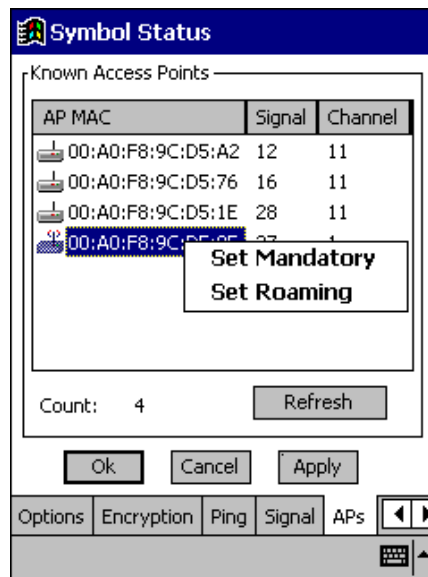 Symbol Status
Known Access Points
AP MAC Signal Channel
00:A0:F8:9C:D5:A2 12 11
00:A0:F8:9C:D5:76 16 11
00:A0:F8:9C:D5:1E 28 11
00:A0:F8:9C:
Set Mandatory
Set Roaming
Count: 4 Refresh
Ok Cancel Apply
Options Encryption Ping Signal APs